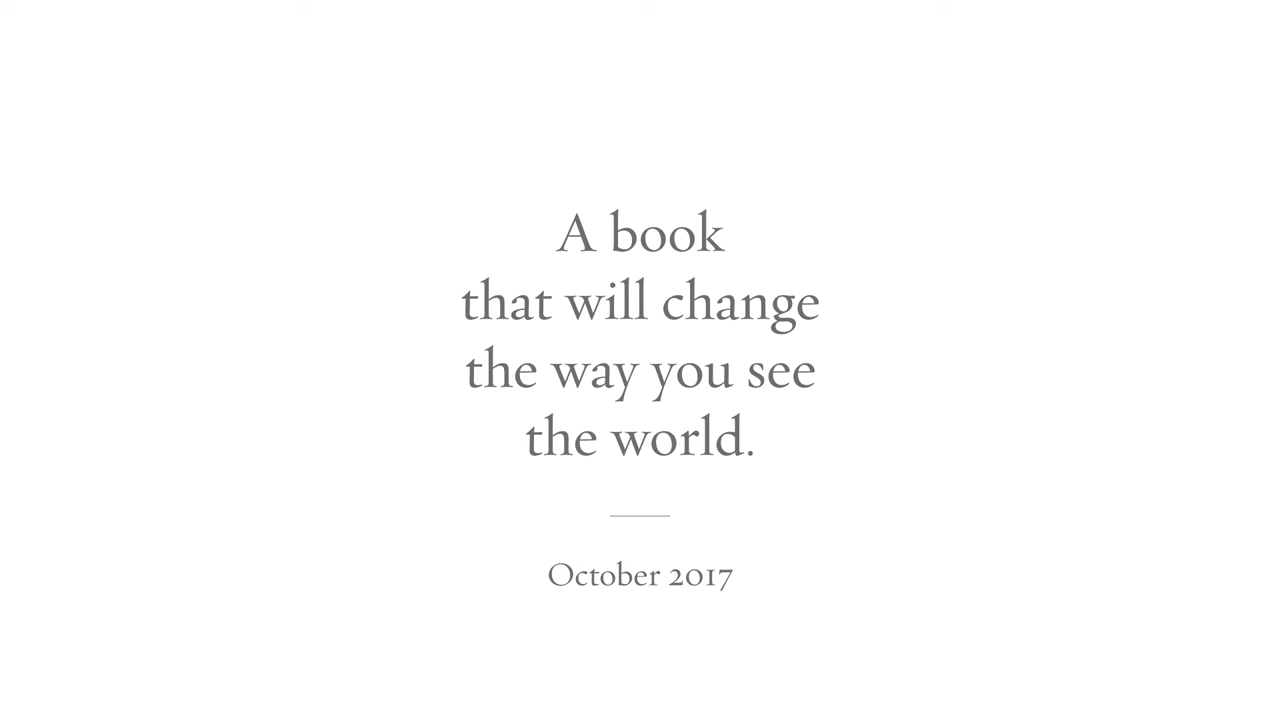 A book
that will change
the way you see
the world.
October 2017